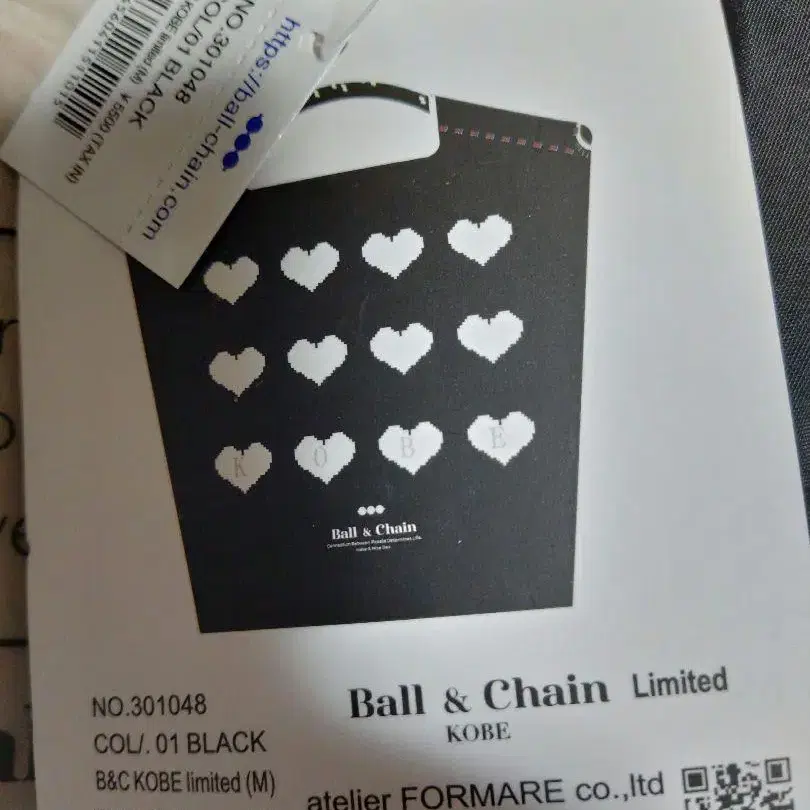 https://ball-chain.com
NO.301048
COL/01 BLACK
KOBE limited (M)
¥5500 (TAX IN)
K O B E
Ball & Chain
NO.301048
COL/. 01 BLACK
B&C KOBE limited (M)
Ball & Chain Limited
KOBE
atelier FORMARE co.,ltd